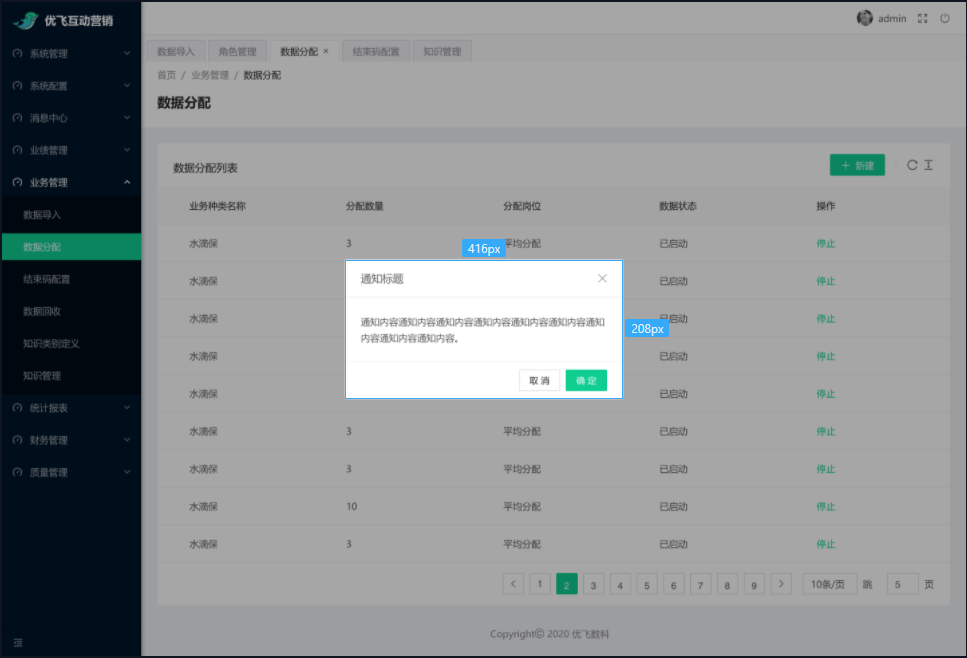 优飞互动营销
admin
系统管理
系统配置
消息中心
业绩管理
业务管理
数据导入
数据分配
结束码配置
数据回收
知识类别定义
知识管理
统计报表
财务管理
质量管理
数据导入 角色管理 数据分配 × 结束码配置 知识管理
首页 / 业务管理 / 数据分配
数据分配
数据分配列表
+ 新建
业务种类名称 分配数量 分配岗位 数据状态 操作
水滴保 3 平均分配 已启动 停止
水滴保 已启动 停止
水滴保 已启动 停止
水滴保 已启动 停止
水滴保 已启动 停止
水滴保 3 平均分配 已启动 停止
水滴保 3 平均分配 已启动 停止
水滴保 10 平均分配 已启动 停止
水滴保 3 平均分配 已启动 停止
416px
208px
通知标题
通知内容通知内容通知内容通知内容通知内容通知内容通知
内容通知内容通知内容。
取 消 确 定
< 1 2 3 4 5 6 7 8 9 > 10条/页 跳 5 页
Copyright© 2020 优飞数科